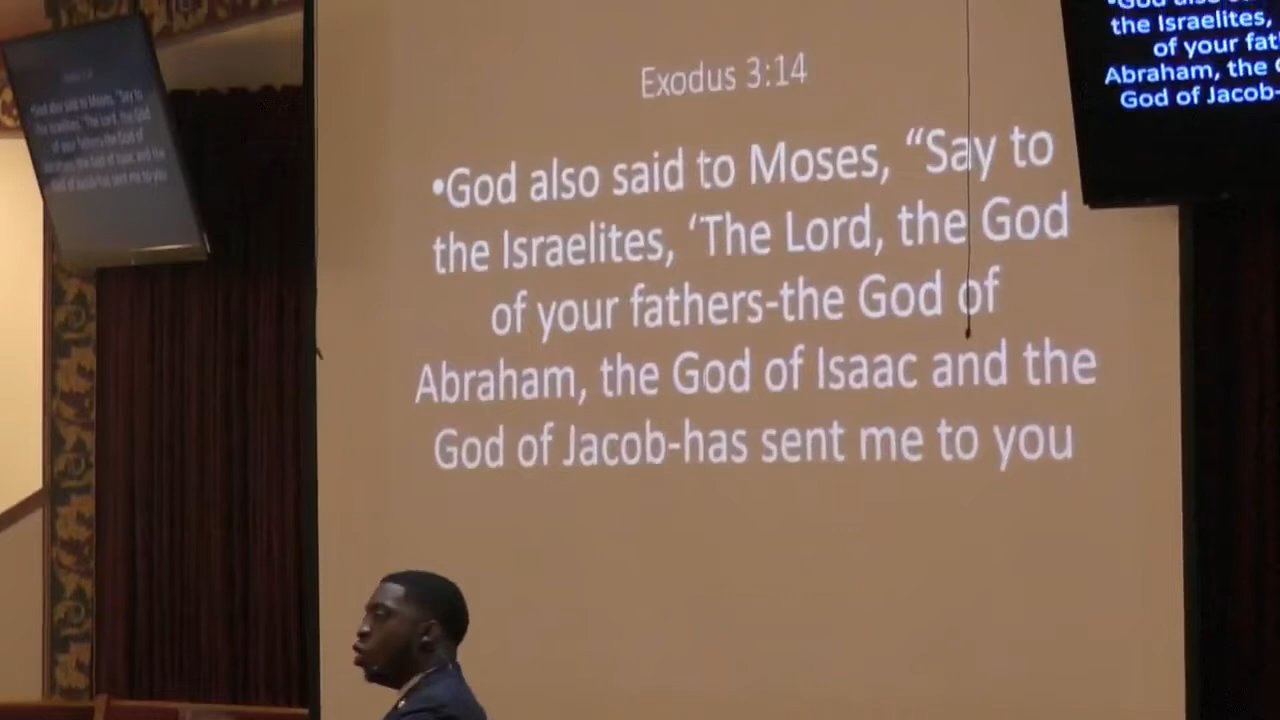 Exodus 3:14
•God also said to Moses, “Say to
the Israelites, ‘The Lord, the God
of your fathers-the God of
Abraham, the God of Isaac and the
God of Jacob-has sent me to you
the Israelites,
of your
Abraham, the
God of Jacob-